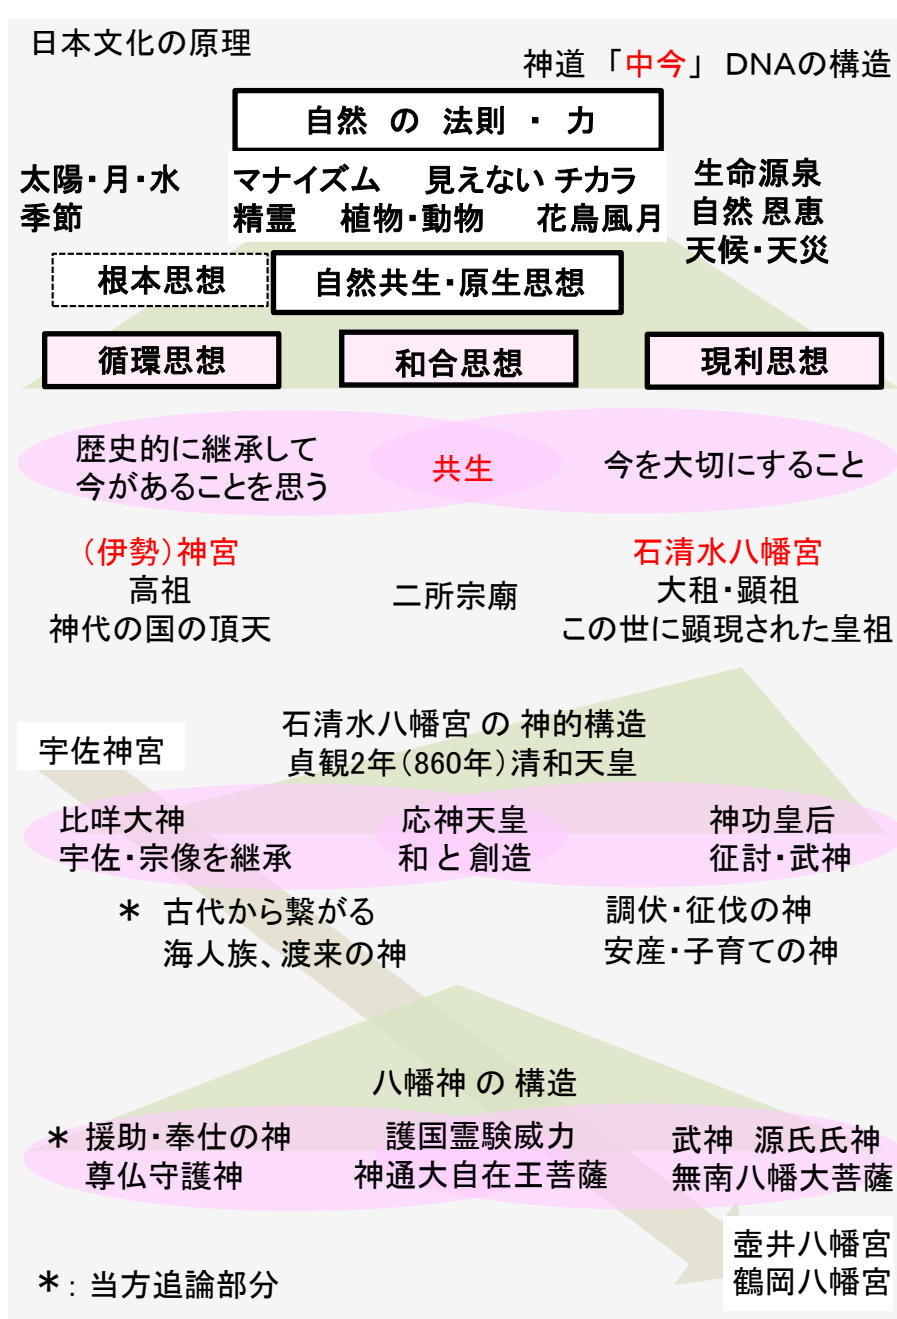 日本文化の原理
神道「中今」 DNAの構造
自然 の 法則 ・ 力
太陽・月・水
季節
マナイズム 見えない チカラ
精霊 植物・動物 花鳥風月
生命源泉
自然 恩恵
天候・天災
根本思想
自然共生・原生思想
循環思想
和合思想
現利思想
歴史的に継承して
今があることを思う
共生
今を大切にすること
（伊勢）神宮
高祖
神代の国の頂天
二所宗廟
石清水八幡宮
大租・顕祖
この世に顕現された皇祖
石清水八幡宮 の 神的構造
貞観2年（860年）清和天皇
宇佐神宮
比咩大神
宇佐・宗像を継承
応神天皇
和 と 創造
神功皇后
征討・武神
＊ 古代から繋がる
海人族、渡来の神
調伏・征伐の神
安産・子育ての神
八幡神 の 構造
＊ 援助・奉仕の神
尊仏守護神
護国霊験威力
神通大自在王菩薩
武神 源氏氏神
無南八幡大菩薩
壺井八幡宮
鶴岡八幡宮
＊：当方追論部分